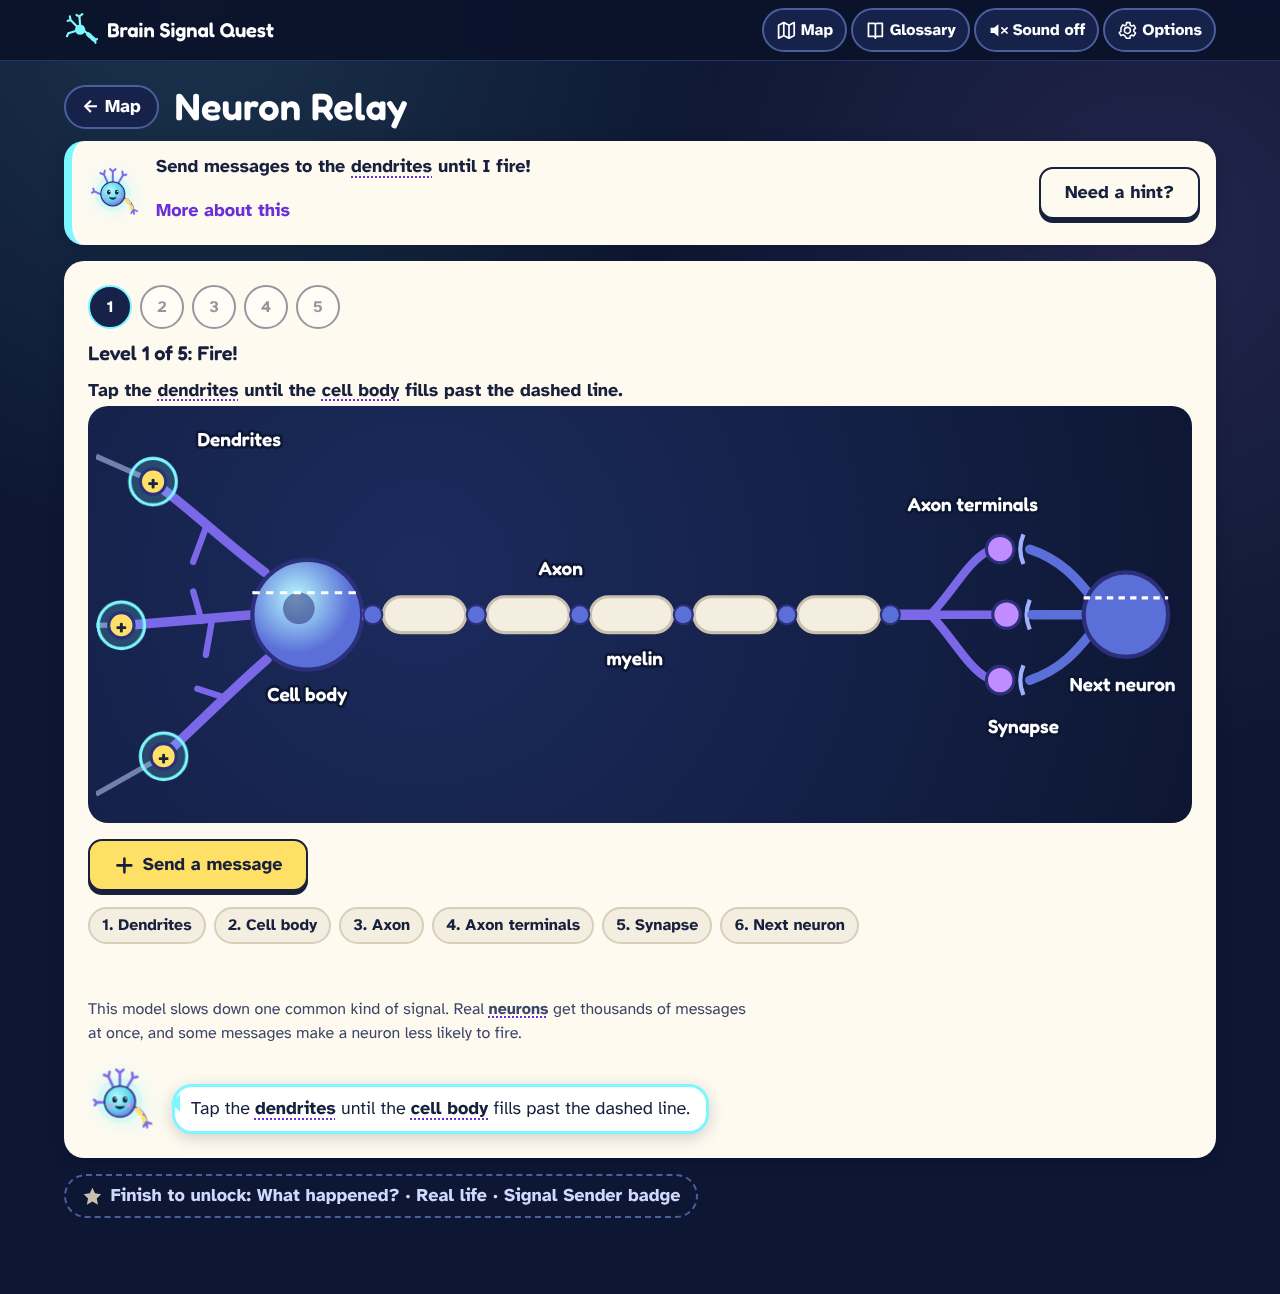 Brain Signal Quest
Map
Glossary
Sound off
Options
← Map
Neuron Relay
Send messages to the dendrites until I fire!
More about this
Need a hint?
1 2 3 4 5
Level 1 of 5: Fire!
Tap the dendrites until the cell body fills past the dashed line.
Dendrites
Axon terminals
Axon
myelin
Cell body
Next neuron
Synapse
+ Send a message
1. Dendrites
2. Cell body
3. Axon
4. Axon terminals
5. Synapse
6. Next neuron
This model slows down one common kind of signal. Real neurons get thousands of messages
at once, and some messages make a neuron less likely to fire.
Tap the dendrites until the cell body fills past the dashed line.
Finish to unlock: What happened? · Real life · Signal Sender badge